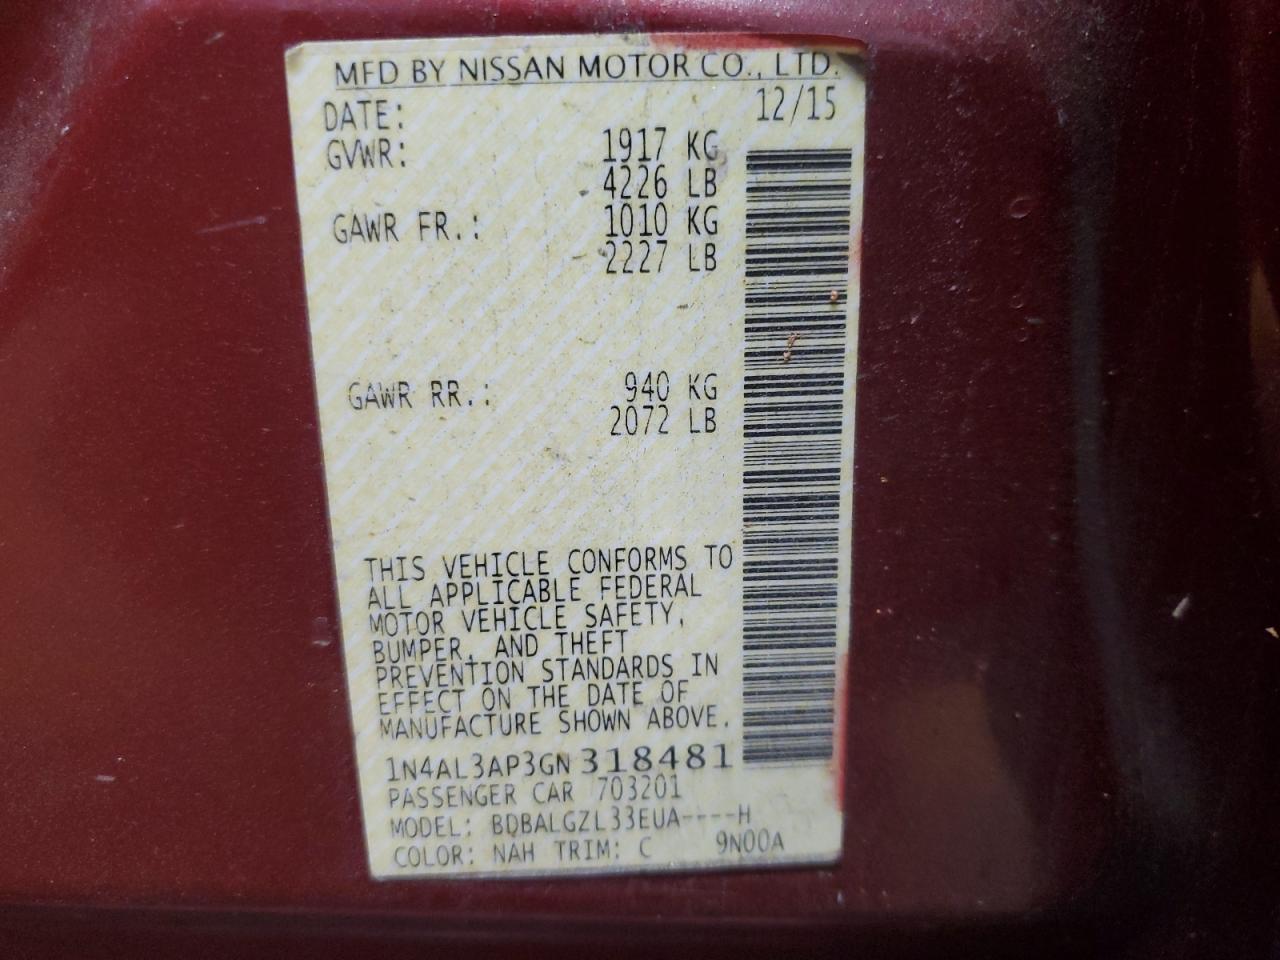 MFD BY NISSAN MOTOR CO., LTD.
DATE: 12/15
GVWR: 1917 KG
4226 LB
GAWR FR.: 1010 KG
2227 LB
GAWR RR.: 940 KG
2072 LB
THIS VEHICLE CONFORMS TO
ALL APPLICABLE FEDERAL
MOTOR VEHICLE SAFETY,
BUMPER, AND THEFT
PREVENTION STANDARDS IN
EFFECT ON THE DATE OF
MANUFACTURE SHOWN ABOVE.
1N4AL3AP3GN318481
PASSENGER CAR 703201
MODEL: BDBALGZL33EUA----H
COLOR: NAH TRIM: C 9N00A